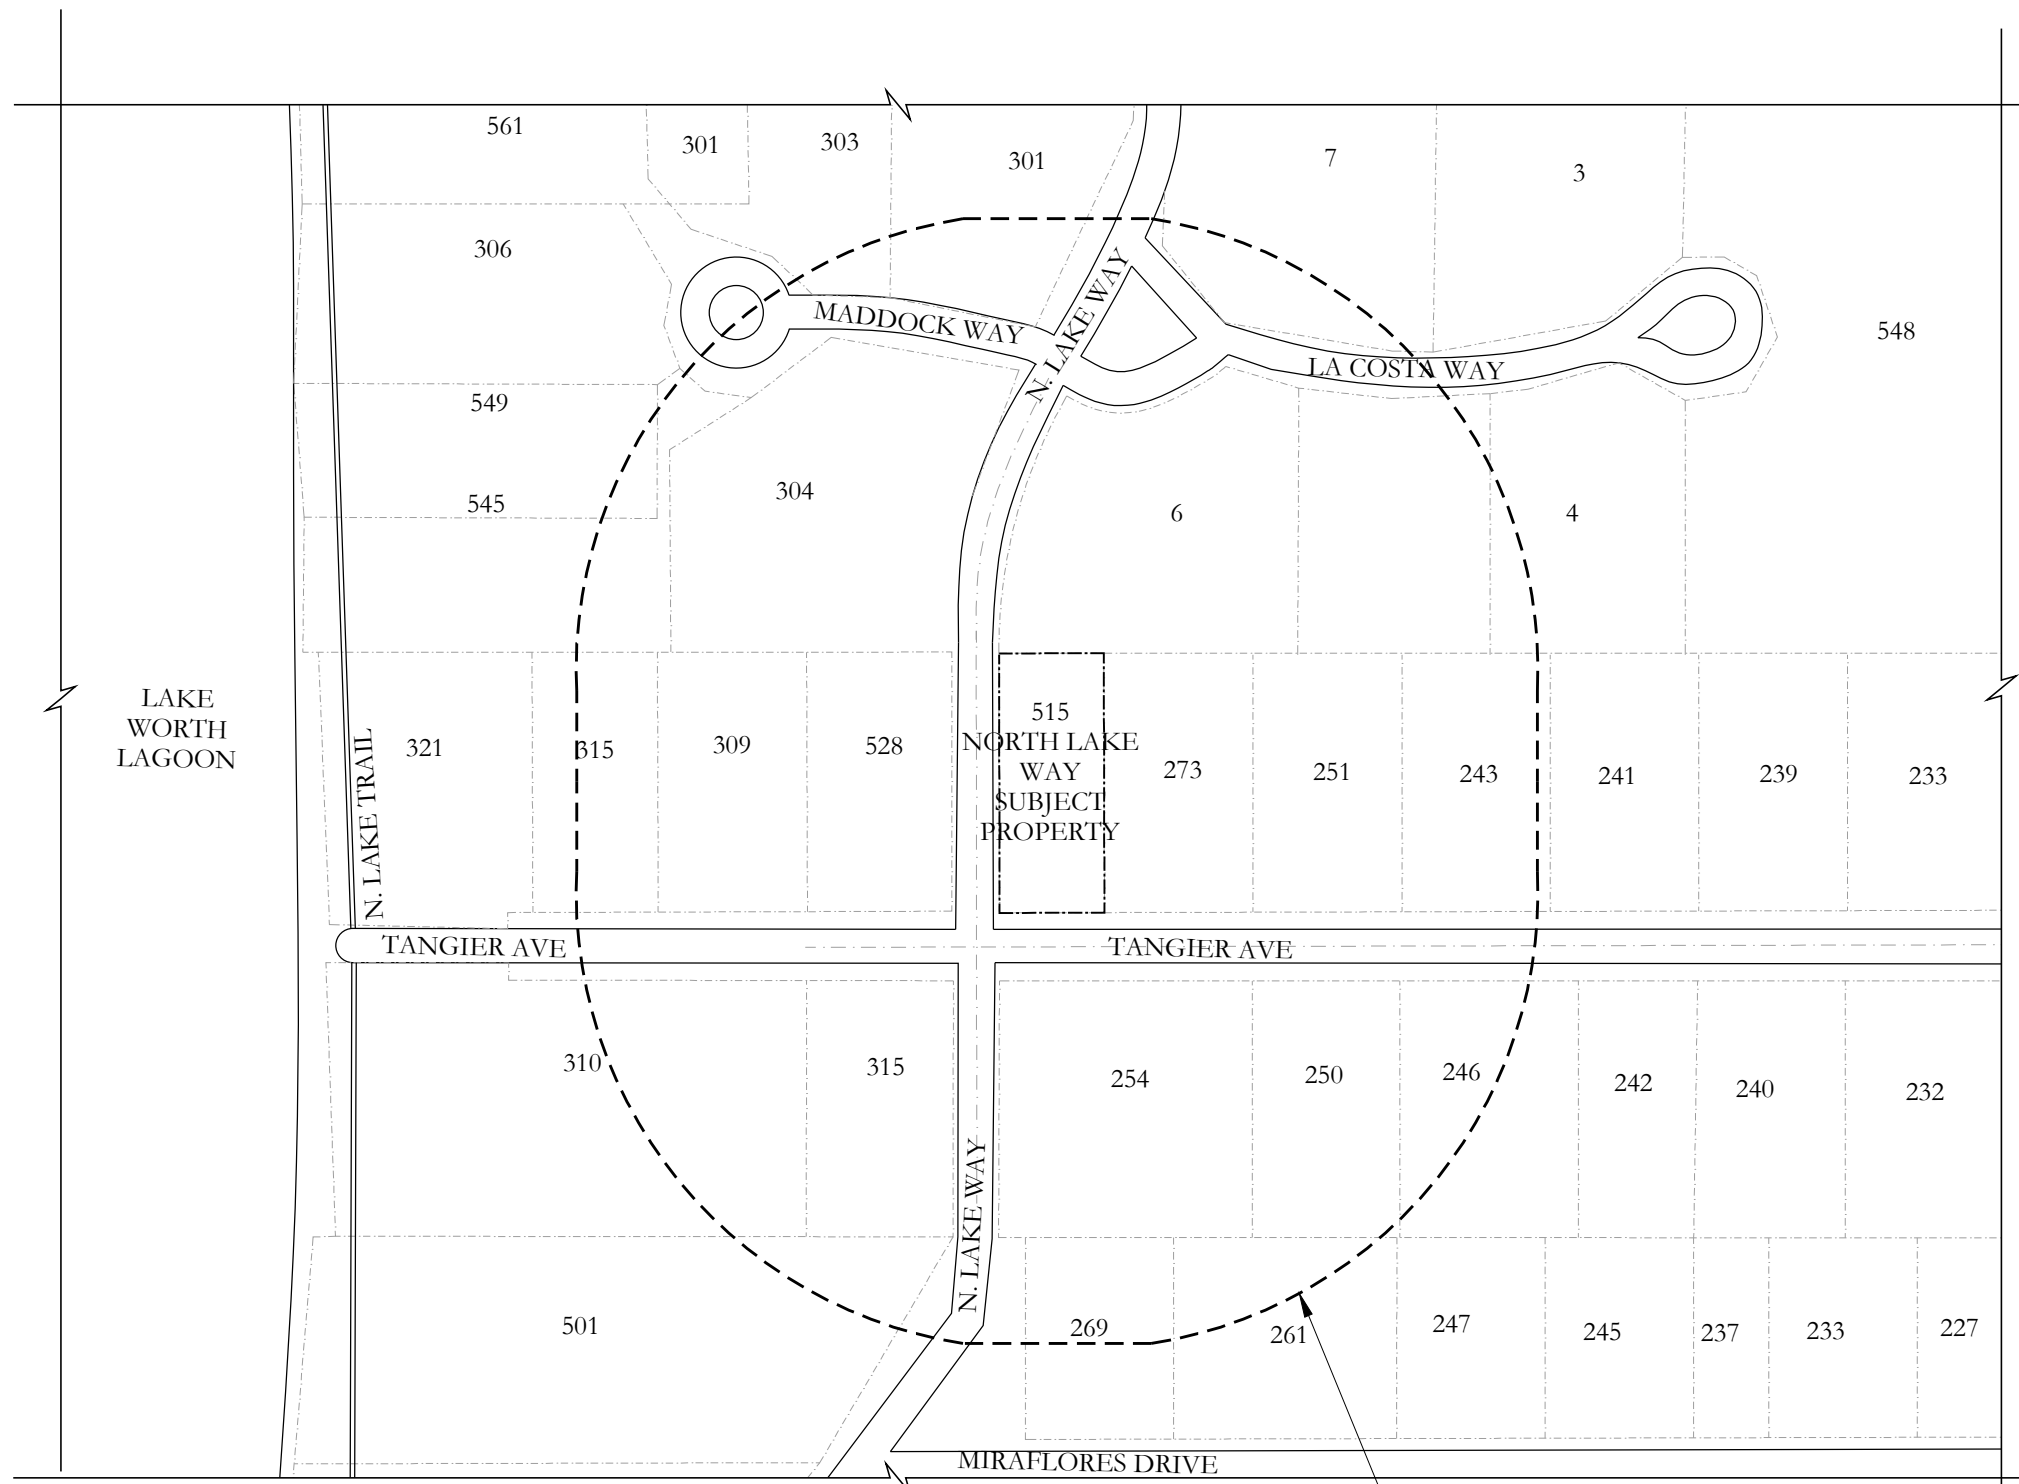 561
301
303
301
7
3
306
MADDOCK WAY
N. LAKE WAY
LA COSTA WAY
548
549
545
304
6
4
LAKE
WORTH
LAGOON
N. LAKE TRAIL
321
315
309
528
515
NORTH LAKE
WAY
SUBJECT
PROPERTY
273
251
243
241
239
233
TANGIER AVE
TANGIER AVE
310
315
254
250
246
242
240
232
N. LAKE WAY
501
269
261
247
245
237
233
227
MIRAFLORES DRIVE